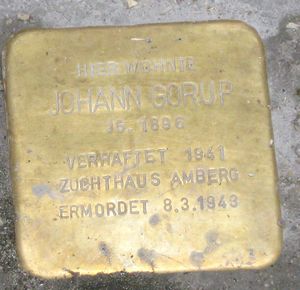 HIER WOHNTE
JOHANN GORUP
JG. 1896
VERHAFTET 1941
ZUCHTHAUS AMBERG
ERMORDET 8.3.1943